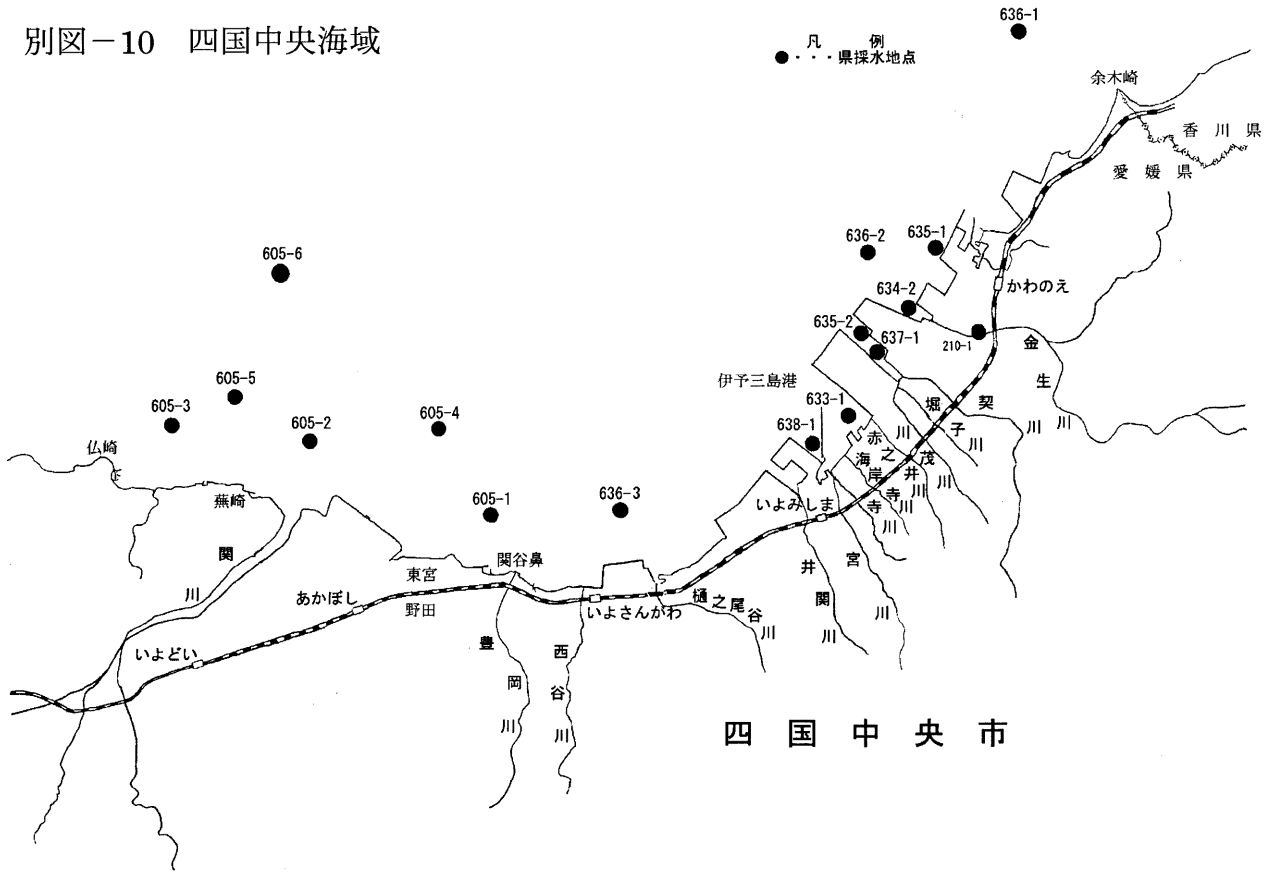 別図－10 四国中央海域
凡 例
●・・・県採水地点
636-1
余木崎
香川県
愛媛県
605-6
636-2
635-1
634-2
かわのえ
635-2
637-1
210-1
金生川
伊予三島港
605-3
605-5
605-2
605-4
633-1
638-1
堀川
契川
子川
赤之井川
茂川
海岸寺川
寺川
仏崎
蕪崎
605-1
636-3
いよみしま
関川
関谷鼻
東宮
野田
あかぼし
いよさんがわ
樋之尾谷川
井関川
宮川
いよどい
豊岡川
西谷川
四国中央市